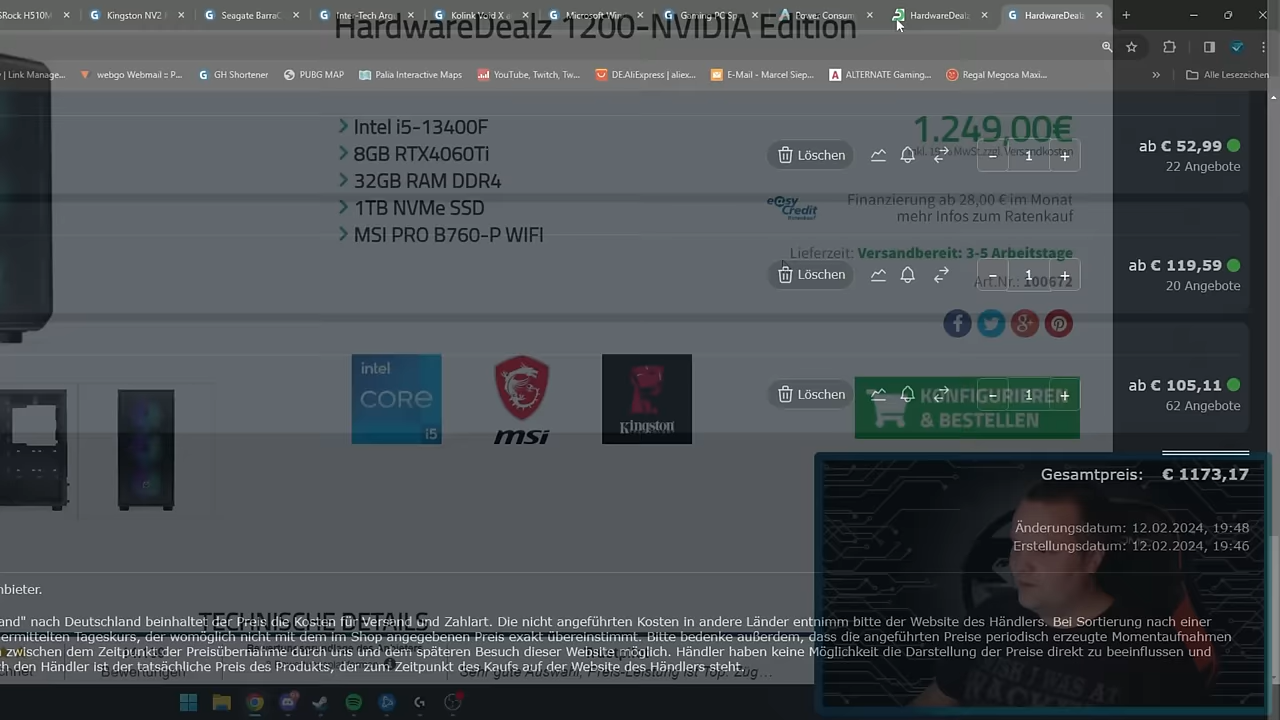 SRock H510M
Kingston NV2
Seagate BarraC
Inter-Tech Arg
Kolink Void X
Microsoft Win
Gaming PC Sp
Power Consum
HardwareDealz
HardwareDealz
HardwareDealz 1200-NVIDIA Edition
| Link Manage...
webgo Webmail :: P...
GH Shortener
PUBG MAP
Palia Interactive Maps
YouTube, Twitch, Tw...
DE.AliExpress | aliex...
E-Mail - Marcel Siep...
ALTERNATE Gaming...
Regal Megosa Maxi...
Alle Lesezeichen
Intel i5-13400F
8GB RTX4060Ti
32GB RAM DDR4
1TB NVMe SSD
MSI PRO B760-P WIFI
1.249,00€
MwSt.zzgl. Versandkosten
Löschen
1
ab € 52,99
22 Angebote
easyCredit
Ratenkauf
Finanzierung ab 28,00 € im Monat
mehr Infos zum Ratenkauf
Lieferzeit: Versandbereit: 3-5 Arbeitstage
Löschen
1
Art.Nr.: 100672
ab € 119,59
20 Angebote
intel
CORE
i5
msi
Kingston
Löschen
1
KONFIGURIEREN
& BESTELLEN
ab € 105,11
62 Angebote
Gesamtpreis: € 1173,17
Änderungsdatum: 12.02.2024, 19:48
Erstellungsdatum: 12.02.2024, 19:46
nbieter.
TECHNISCHE DETAILS
and" nach Deutschland beinhaltet der Preis die Kosten für Versand und Zahlart. Die nicht angeführten Kosten in andere Länder entnimm bitte der Website des Händlers. Bei Sortierung nach einer
ermittelten Tageskurs, der womöglich nicht mit dem im Shop angegebenen Preis exakt übereinstimmt. Bitte bedenke außerdem, dass die angeführten Preise periodisch erzeugte Momentaufnahmen
n zwischen dem Zeitpunkt der Preisübernahme durch uns und dem späteren Besuch dieser Website möglich. Händler haben keine Möglichkeit die Darstellung der Preise direkt zu beeinflussen und
ch den Händler ist der tatsächliche Preis des Produkts, der zum Zeitpunkt des Kaufs auf der Website des Händlers steht.
Bewertungen
Sehr gute Auswahl, Preis-Leistung ist Top. Zug...